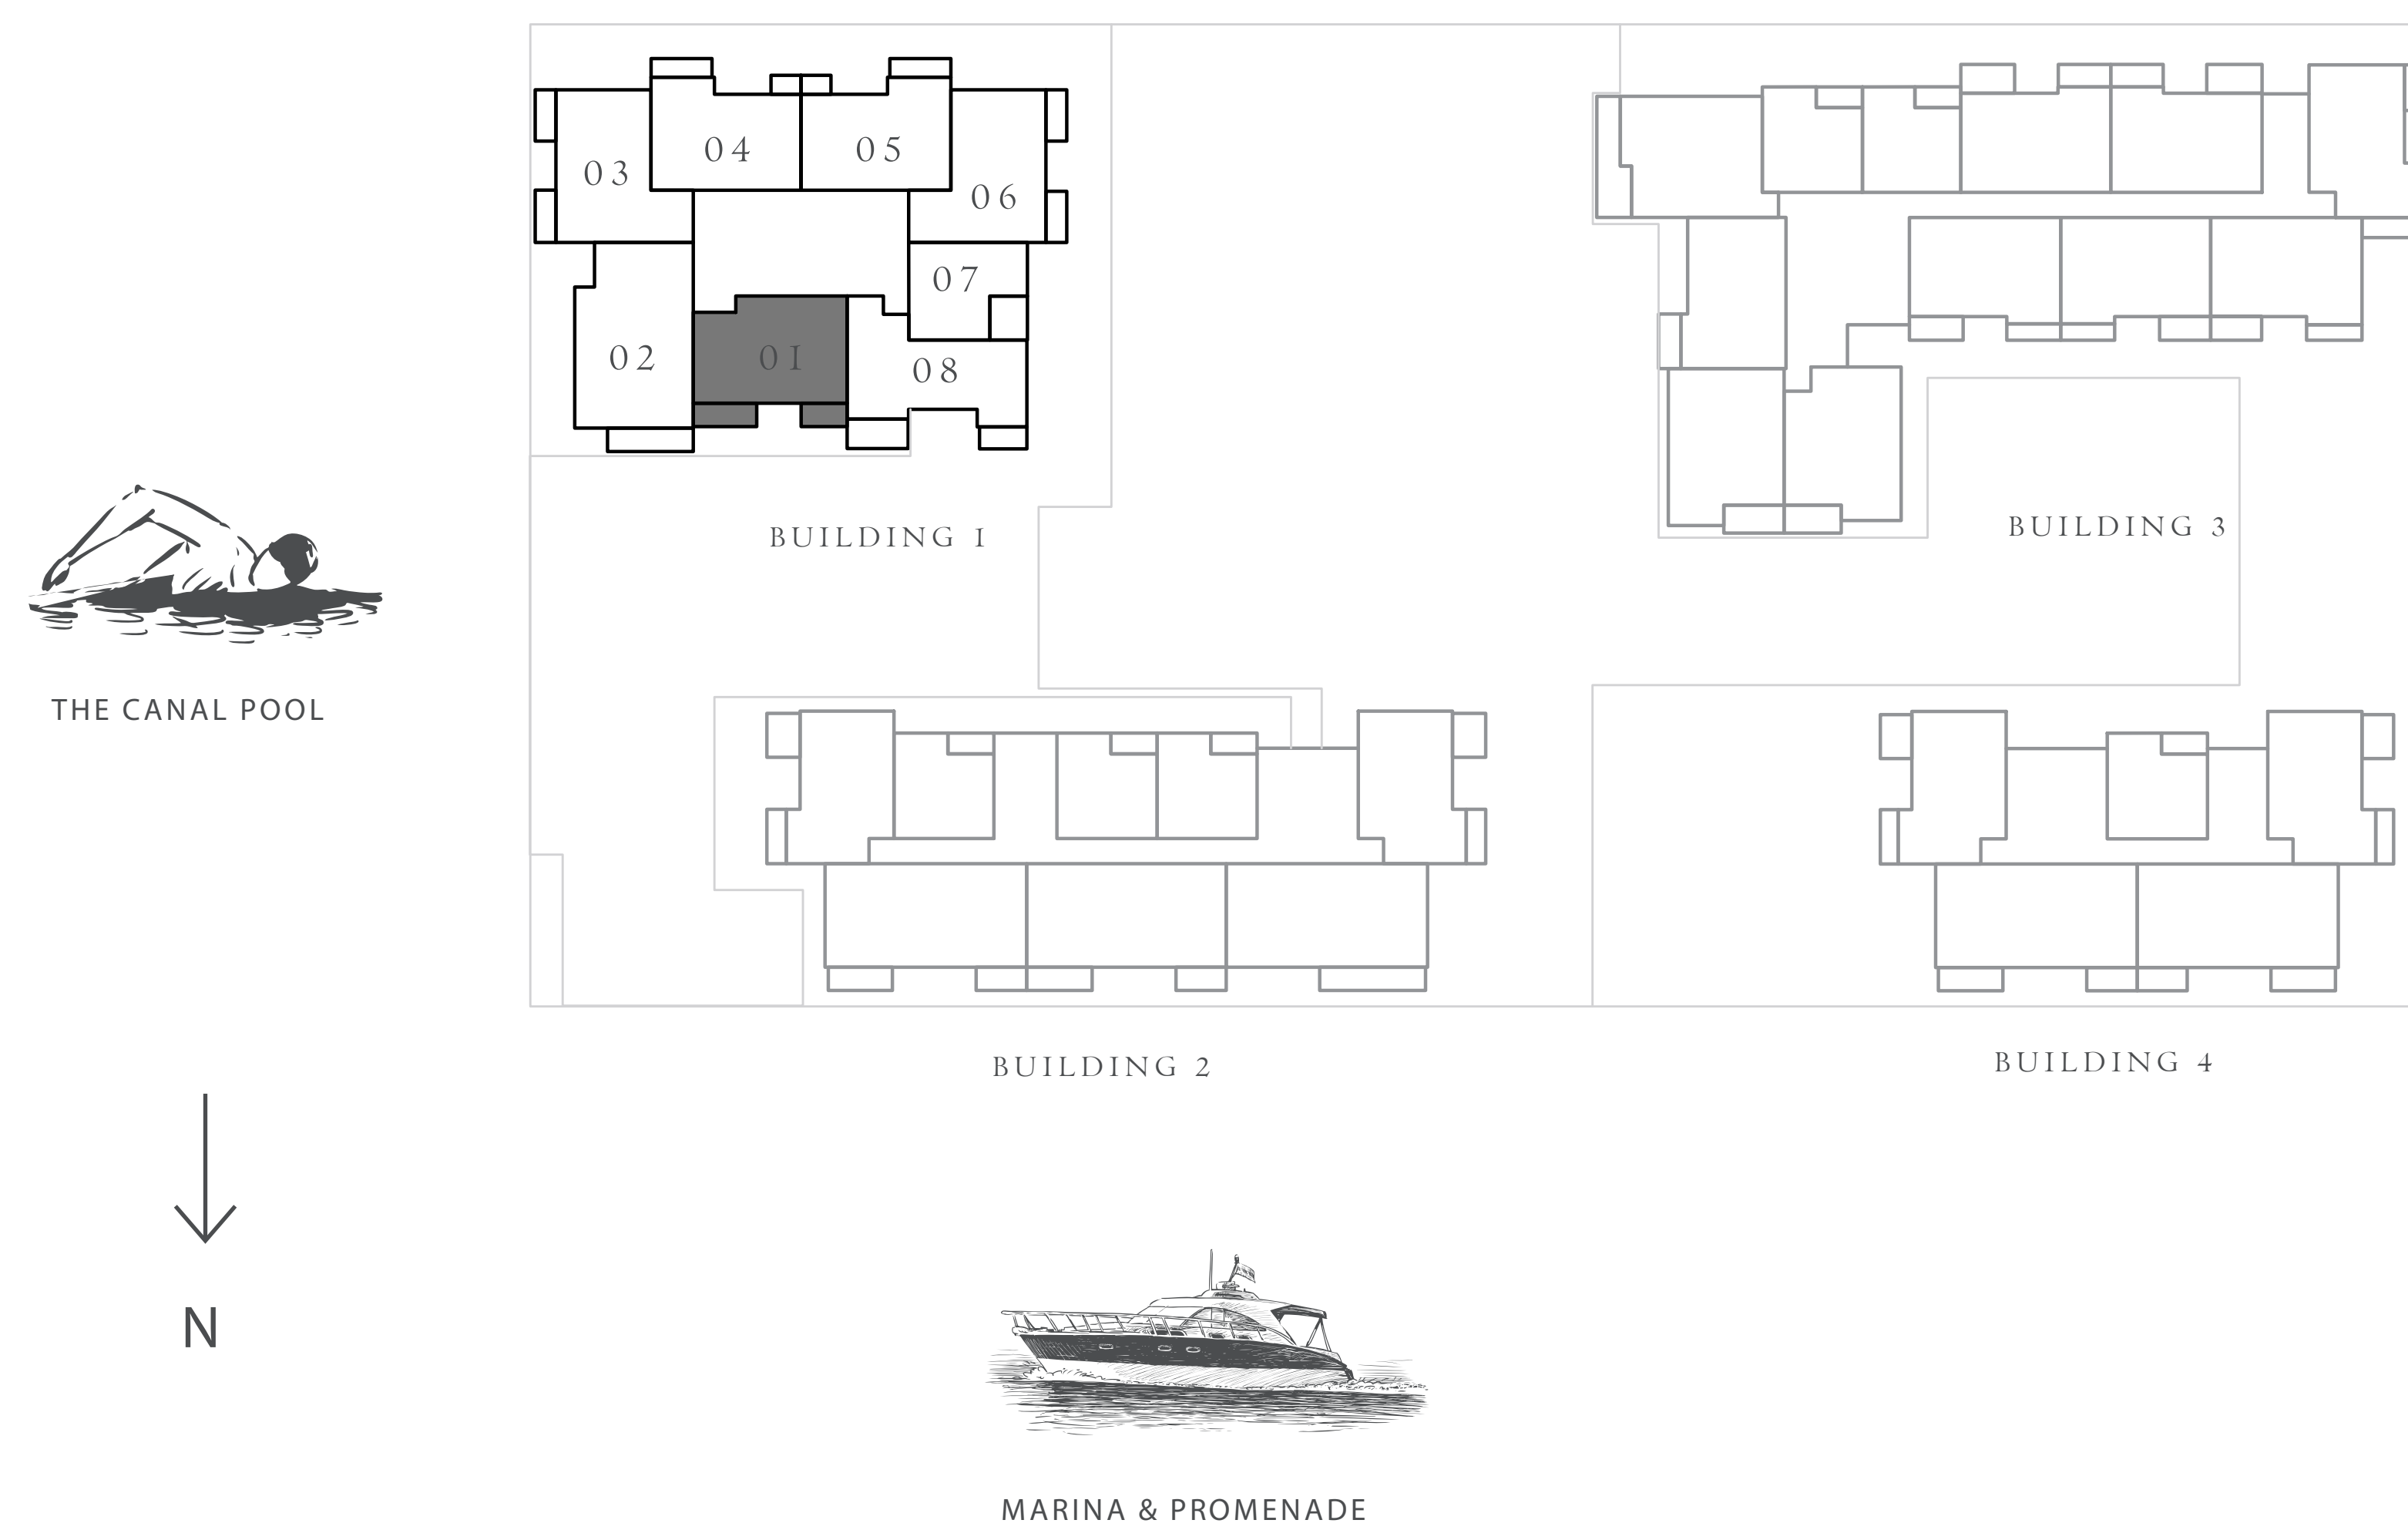 04
05
03
06
07
02
01
08
BUILDING 1
BUILDING 3
THE CANAL POOL
BUILDING 2
BUILDING 4
N
MARINA & PROMENADE